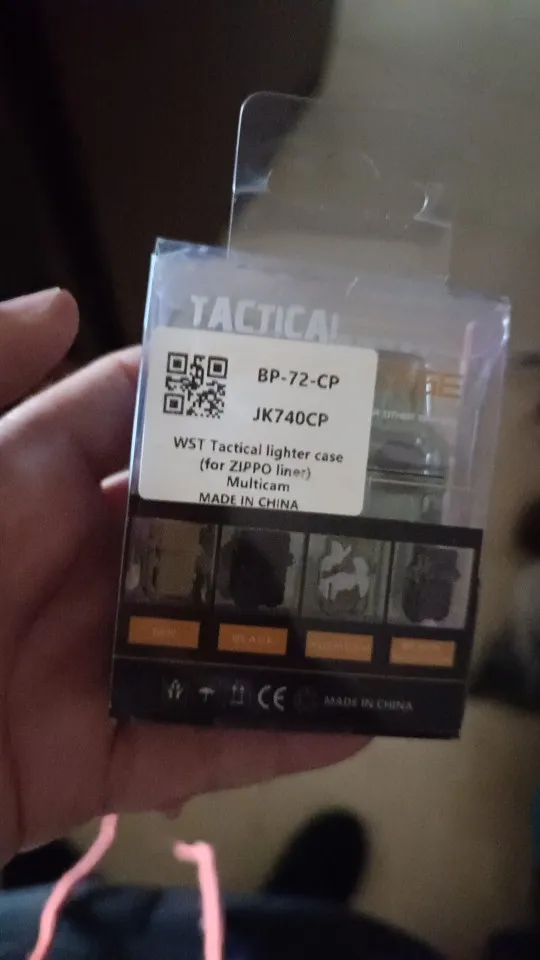 TACTICAL
BP-72-CP
JK740CP
WST Tactical lighter case
(for ZIPPO liner)
Multicam
MADE IN CHINA
OTHER
BLACK
CE MADE IN CHINA